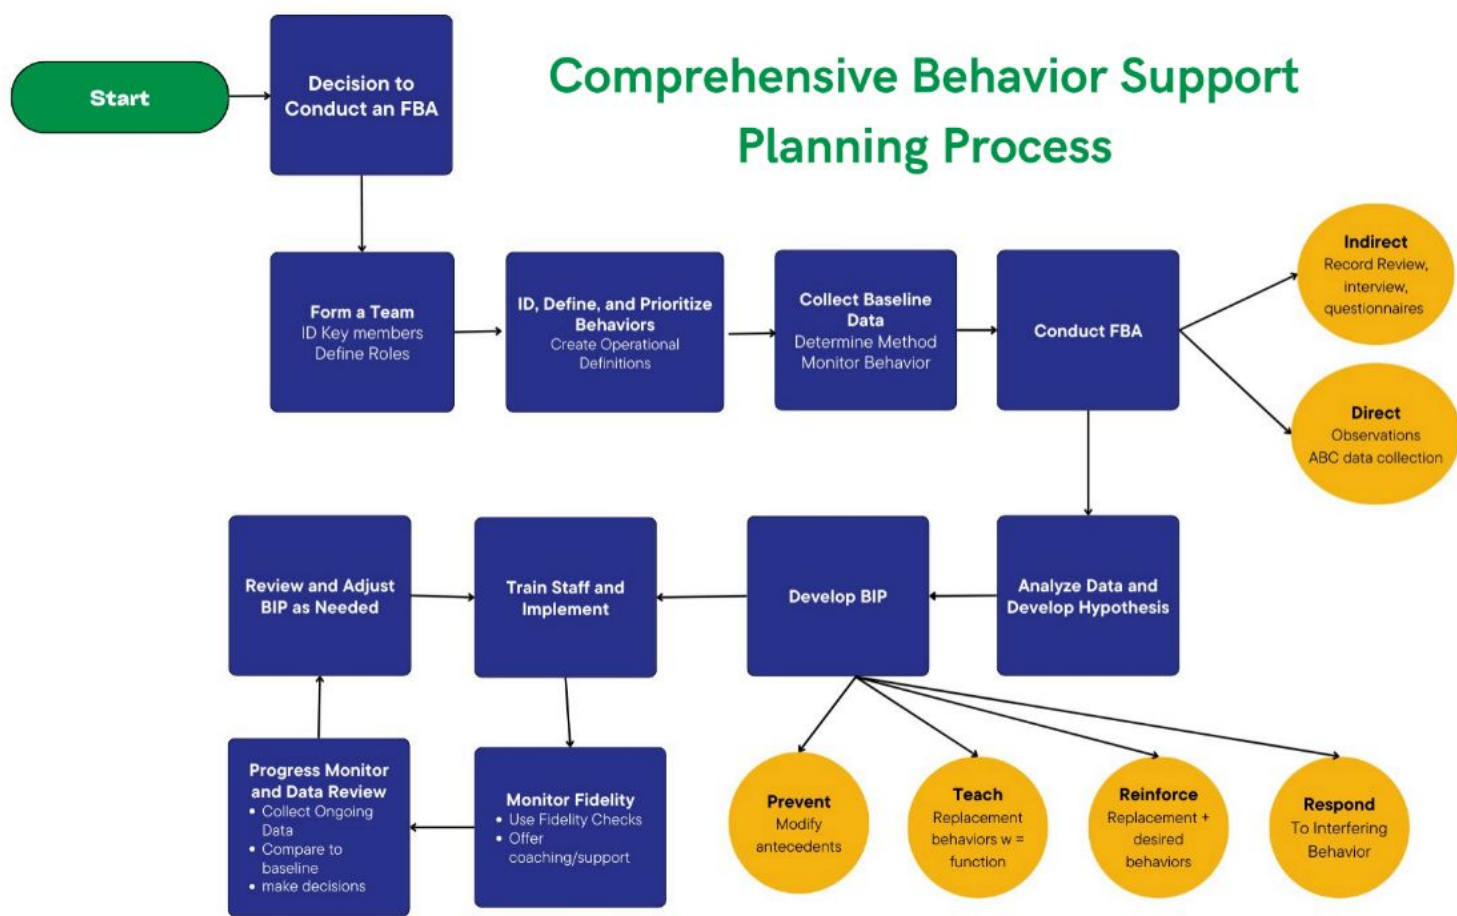 Comprehensive Behavior Support
Planning Process
Start
Decision to
Conduct an FBA
Form a Team
ID Key members
Define Roles
ID, Define, and Prioritize
Behaviors
Create Operational
Definitions
Collect Baseline
Data
Determine Method
Monitor Behavior
Conduct FBA
Indirect
Record Review,
interview,
questionnaires
Direct
Observations
ABC data collection
Analyze Data and
Develop Hypothesis
Develop BIP
Prevent
Modify
antecedents
Teach
Replacement
behaviors w =
function
Reinforce
Replacement +
desired
behaviors
Respond
To Interfering
Behavior
Train Staff and
Implement
Monitor Fidelity
• Use Fidelity Checks
• Offer
coaching/support
Progress Monitor
and Data Review
• Collect Ongoing
Data
• Compare to
baseline
• make decisions
Review and Adjust
BIP as Needed